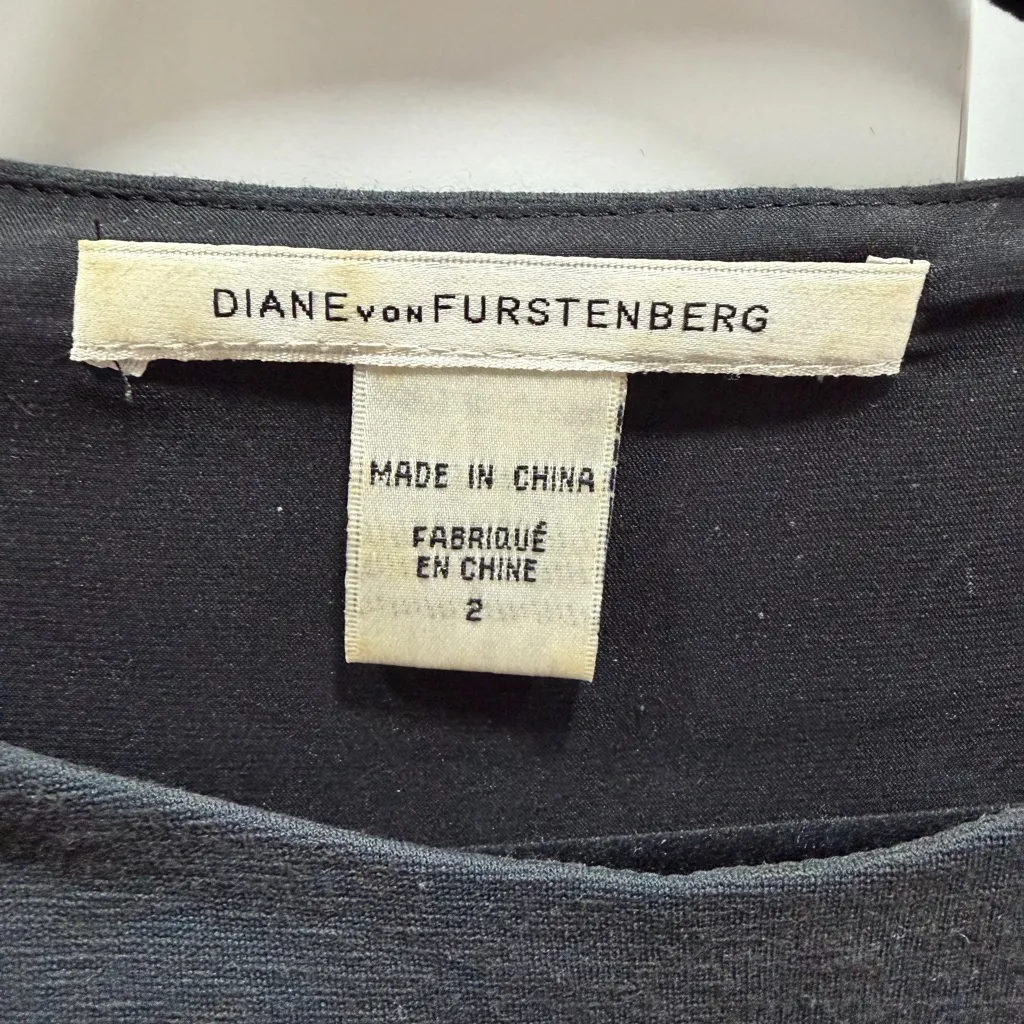 DIANE VON FURSTENBERG
MADE IN CHINA
FABRIQUÉ
EN CHINE
2